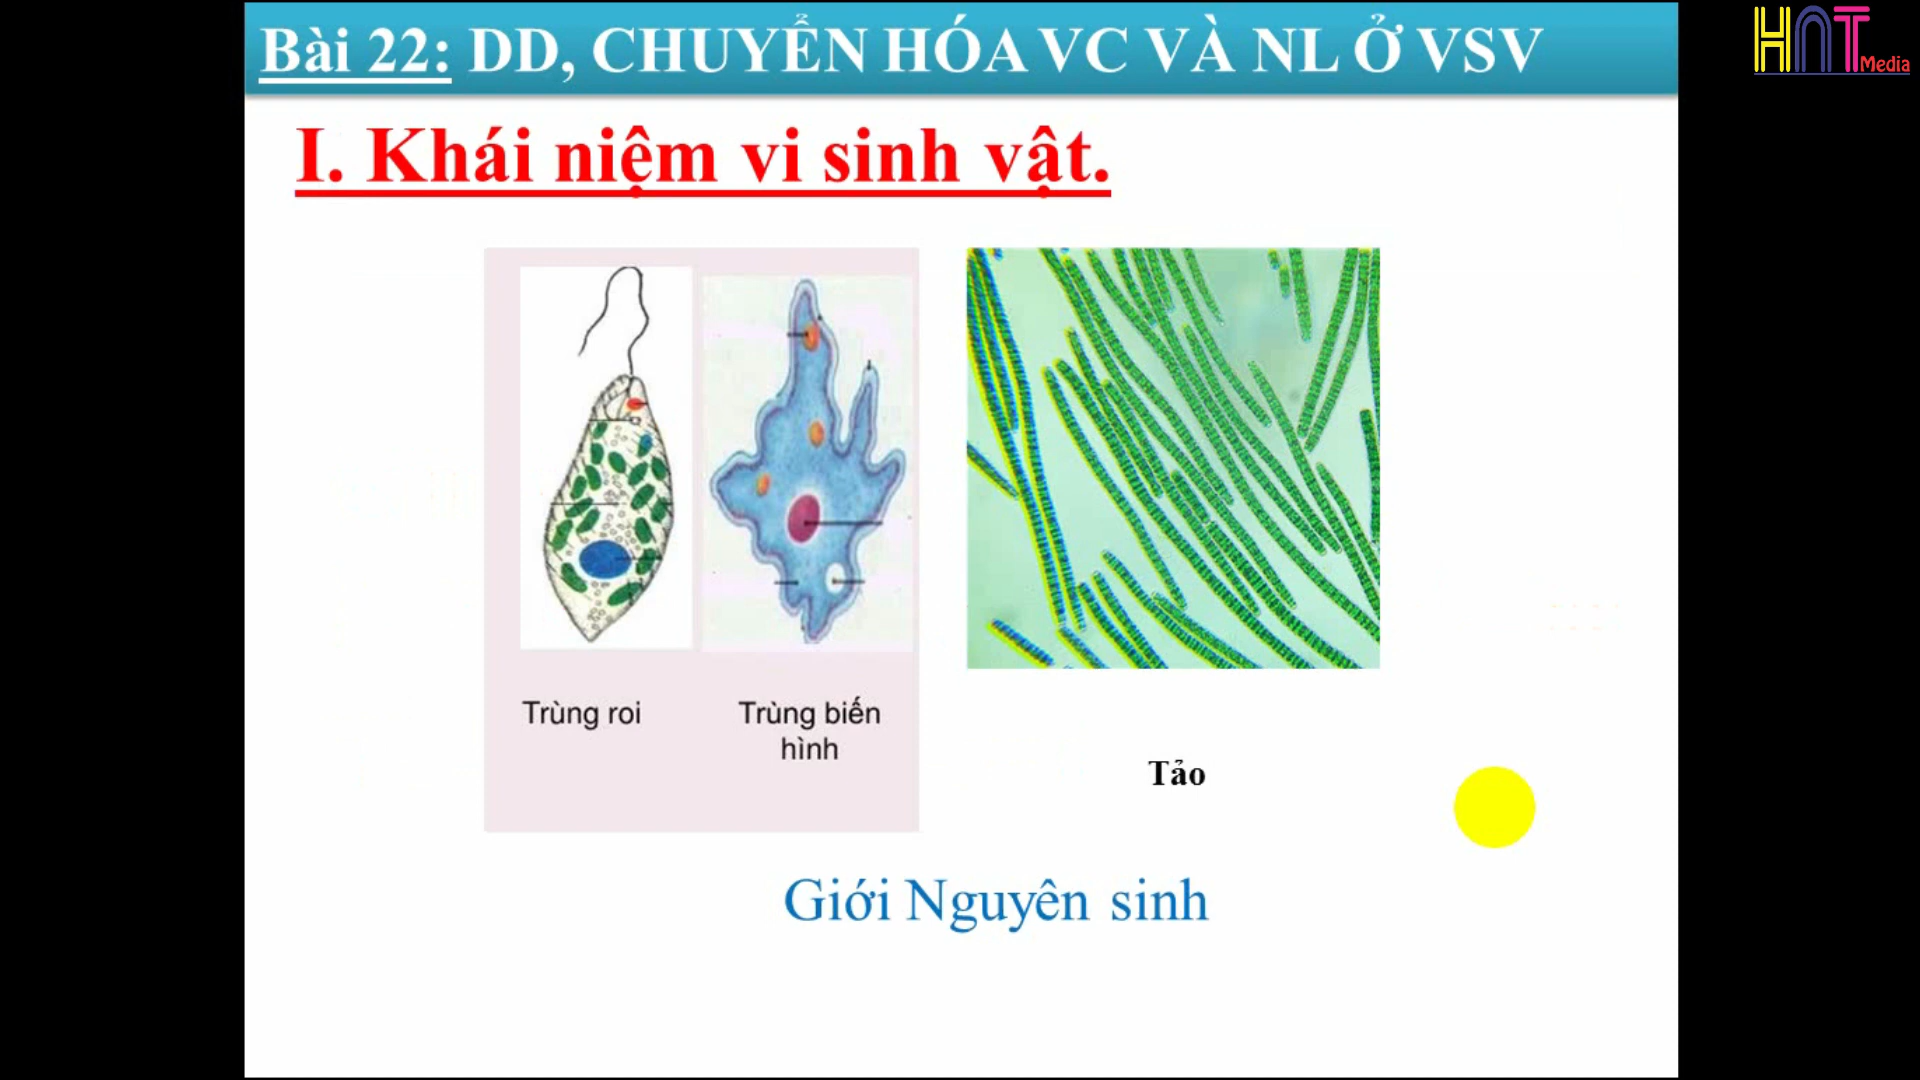 Bài 22: DD, CHUYỂN HÓA VC VÀ NL Ở VSV
HNT Media
I. Khái niệm vi sinh vật.
Trùng roi
Trùng biến
hình
Tảo
Giới Nguyên sinh